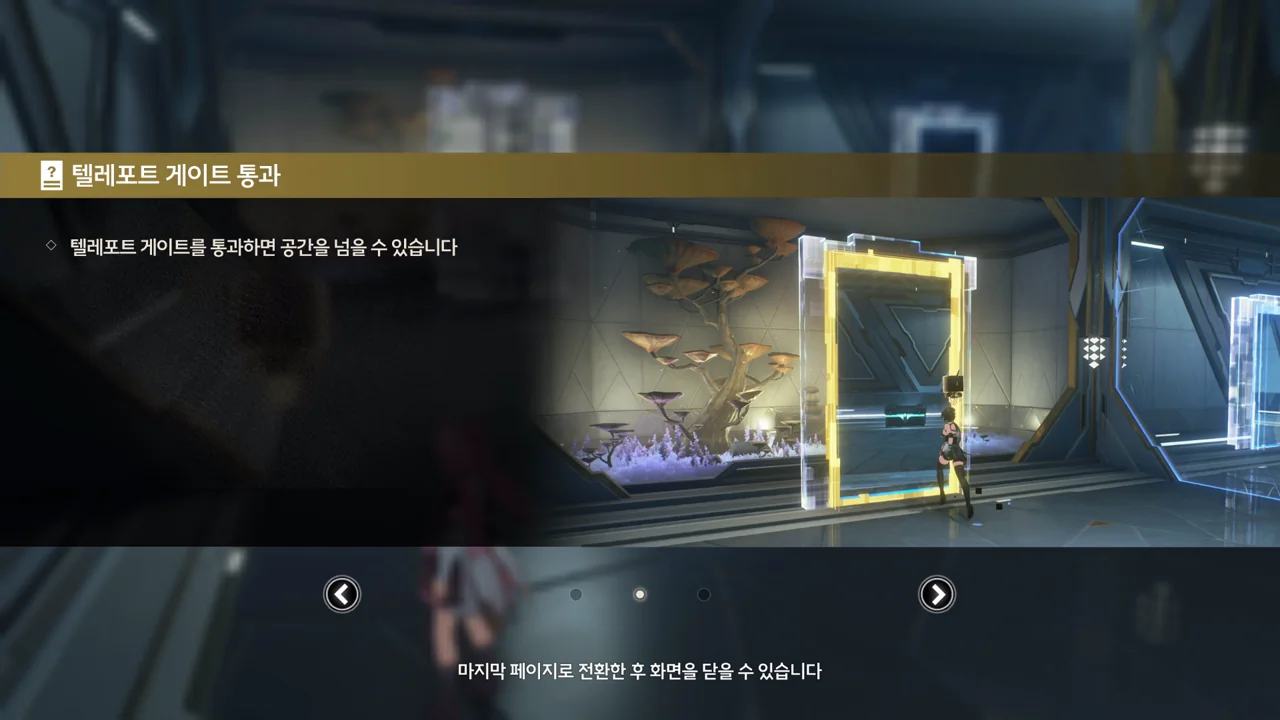 텔레포트 게이트 통과
텔레포트 게이트를 통과하면 공간을 넘을 수 있습니다
마지막 페이지로 전환한 후 화면을 닫을 수 있습니다